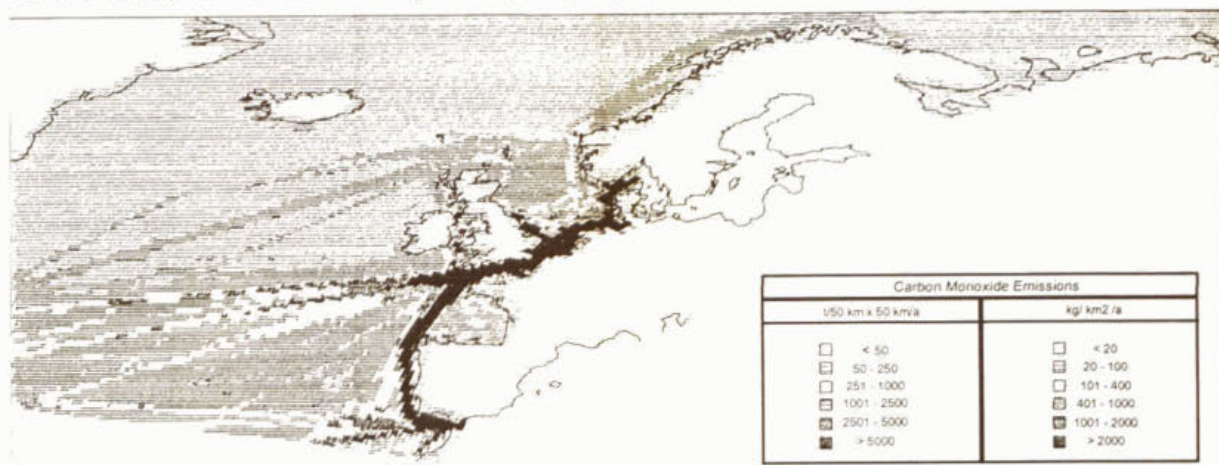 Carbon Monoxide Emissions
t/50 km x 50 km/a kg/ km2 /a
< 50 < 20
50 - 250 20 - 100
251 - 1000 101 - 400
1001 - 2500 401 - 1000
2501 - 5000 1001 - 2000
> 5000 > 2000